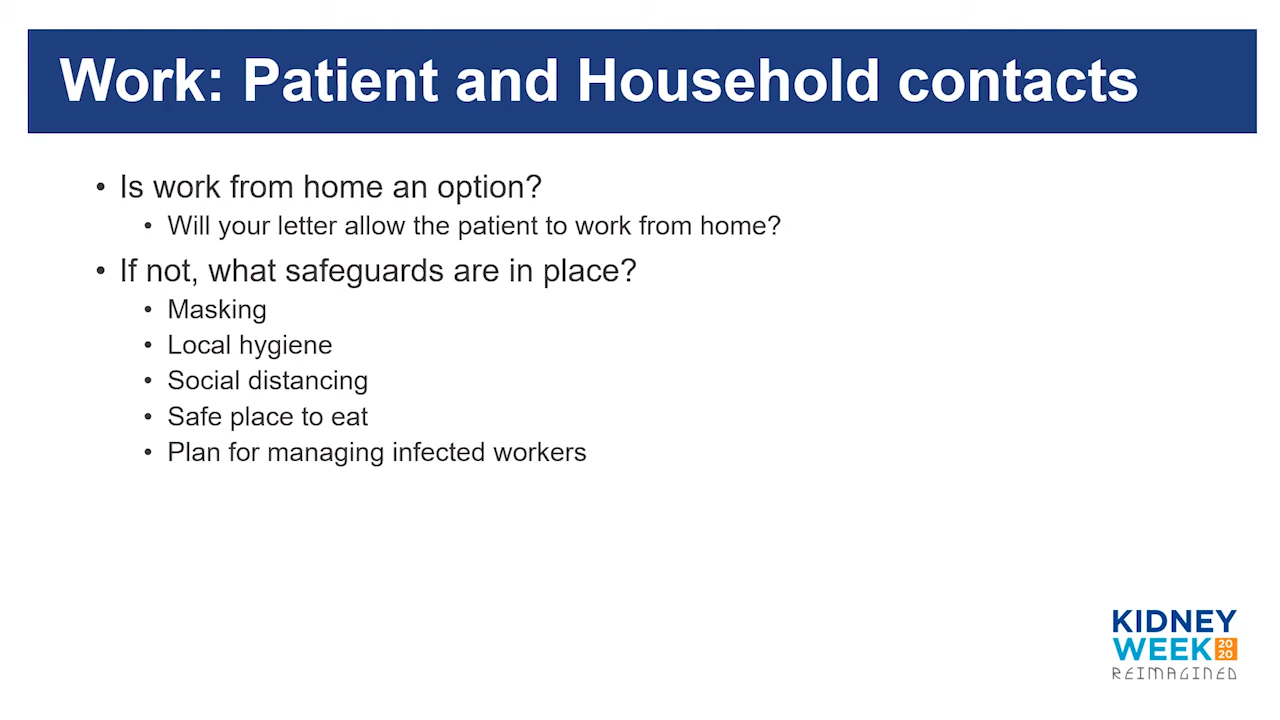 Work: Patient and Household contacts
• Is work from home an option?
• Will your letter allow the patient to work from home?
• If not, what safeguards are in place?
• Masking
• Local hygiene
• Social distancing
• Safe place to eat
• Plan for managing infected workers
KIDNEY
WEEK 2020
REIMAGINED